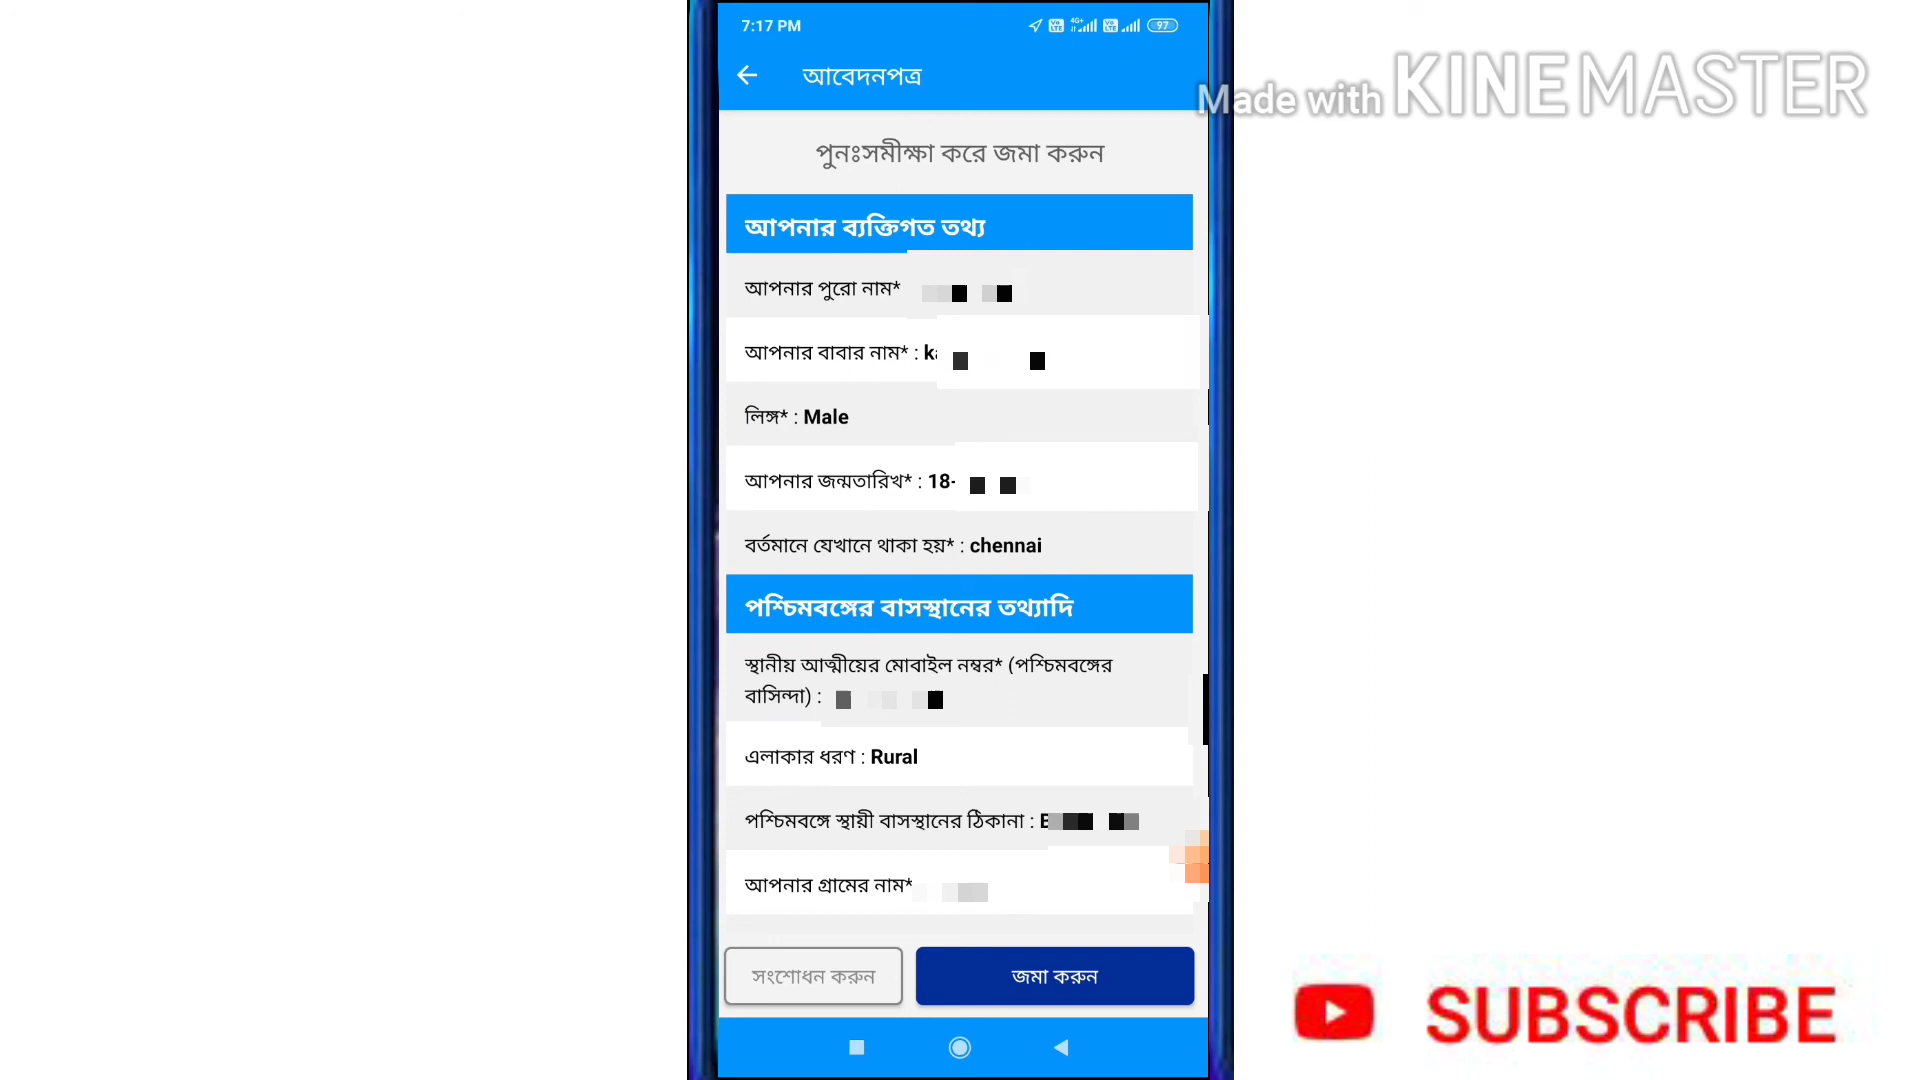 7:17 PM
97
আবেদনপত্র
Made with KINEMASTER
পুনঃসমীক্ষা করে জমা করুন
আপনার ব্যক্তিগত তথ্য
আপনার পুরো নাম*
আপনার বাবার নাম* : k
লিঙ্গ* : Male
আপনার জন্মতারিখ* : 18-
বর্তমানে যেখানে থাকা হয়* : chennai
পশ্চিমবঙ্গের বাসস্থানের তথ্যাদি
স্থানীয় আত্মীয়ের মোবাইল নম্বর* (পশ্চিমবঙ্গের
বাসিন্দা) :
এলাকার ধরণ : Rural
পশ্চিমবঙ্গে স্থায়ী বাসস্থানের ঠিকানা :
আপনার গ্রামের নাম*
সংশোধন করুন
জমা করুন
SUBSCRIBE